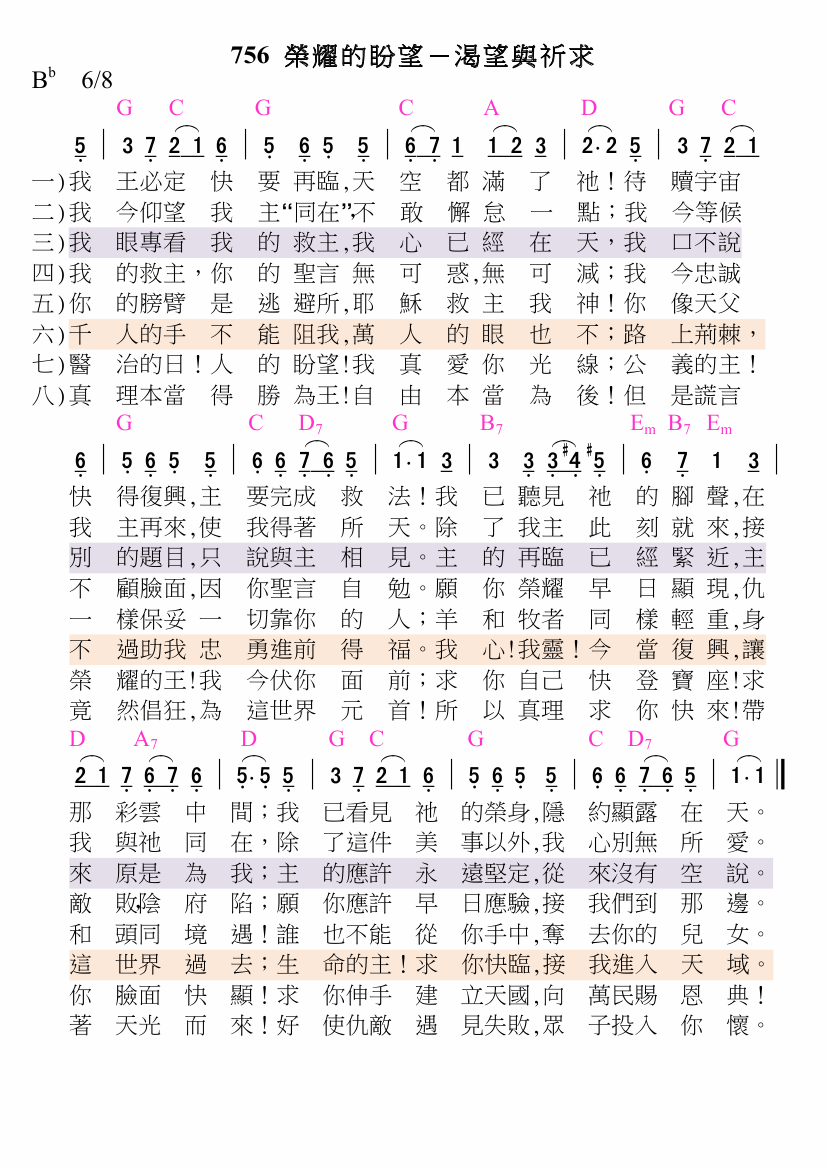 756 榮耀的盼望－渴望與祈求
Bb 6/8
G C G C A D G C
5 | 3 7 2 1 6 | 5 6 5 5 | 6 7 1 1 2 3 | 2·2 5 | 3 7 2 1
一)我 王必定 快 要 再臨,天 空 都 滿 了 祂！待 贖宇宙
二)我 今仰望 我 主“同在”,不 敢 懈 怠 一 點；我 今等候
三)我 眼專看 我 的 救主,我 心 已 經 在 天，我 口不說
四)我 的救主，你 的 聖言 無 可 惑,無 可 減；我 今忠誠
五)你 的膀臂 是 逃 避所,耶 穌 救 主 我 神！你 像天父
六)千 人的手 不 能 阻我,萬 人 的 眼 也 不；路 上荊棘，
七)醫 治的日！人 的 盼望!我 真 愛 你 光 線；公 義的主！
八)真 理本當 得 勝 為王!自 由 本 當 為 後！但 是謊言
G C D7 G B7 Em B7 Em
6 | 5 6 5 5 | 6 6 7 6 5 | 1·1 3 | 3 3 #3 4 #5 | 6 7 1 3 |
快 得復興,主 要完成 救 法！我 已 聽見 祂 的 腳 聲,在
我 主再來,使 我得著 所 天。除 了 我主 此 刻 就 來,接
別 的題目,只 說與主 相 見。主 的 再臨 已 經 緊 近,主
不 顧臉面,因 你聖言 自 勉。願 你 榮耀 早 日 顯 現,仇
一 樣保妥 一 切靠你 的 人；羊 和 牧者 同 樣 輕 重,身
不 過助我 忠 勇進前 得 福。我 心!我靈！今 當 復 興,讓
榮 耀的王!我 今伏你 面 前；求 你 自己 快 登 寶 座!求
竟 然倡狂,為 這世界 元 首！所 以 真理 求 你 快 來!帶
D A7 D G C G C D7 G
2 1 7 6 7 6 | 5·5 5 | 3 7 2 1 6 | 5 6 5 5 | 6 6 7 6 5 | 1·1 ‖
那 彩雲 中 間；我 已看見 祂 的榮身,隱 約顯露 在 天。
我 與祂 同 在，除 了這件 美 事以外,我 心別無 所 愛。
來 原是 為 我；主 的應許 永 遠堅定,從 來沒有 空 說。
敵 敗,陰 府 陷；願 你應許 早 日應驗,接 我們到 那 邊。
和 頭同 境 遇！誰 也不能 從 你手中,奪 去你的 兒 女。
這 世界 過 去；生 命的主！求 你快臨,接 我進入 天 域。
你 臉面 快 顯！求 你伸手 建 立天國,向 萬民賜 恩 典！
著 天光 而 來！好 使仇敵 遇 見失敗,眾 子投入 你 懷。